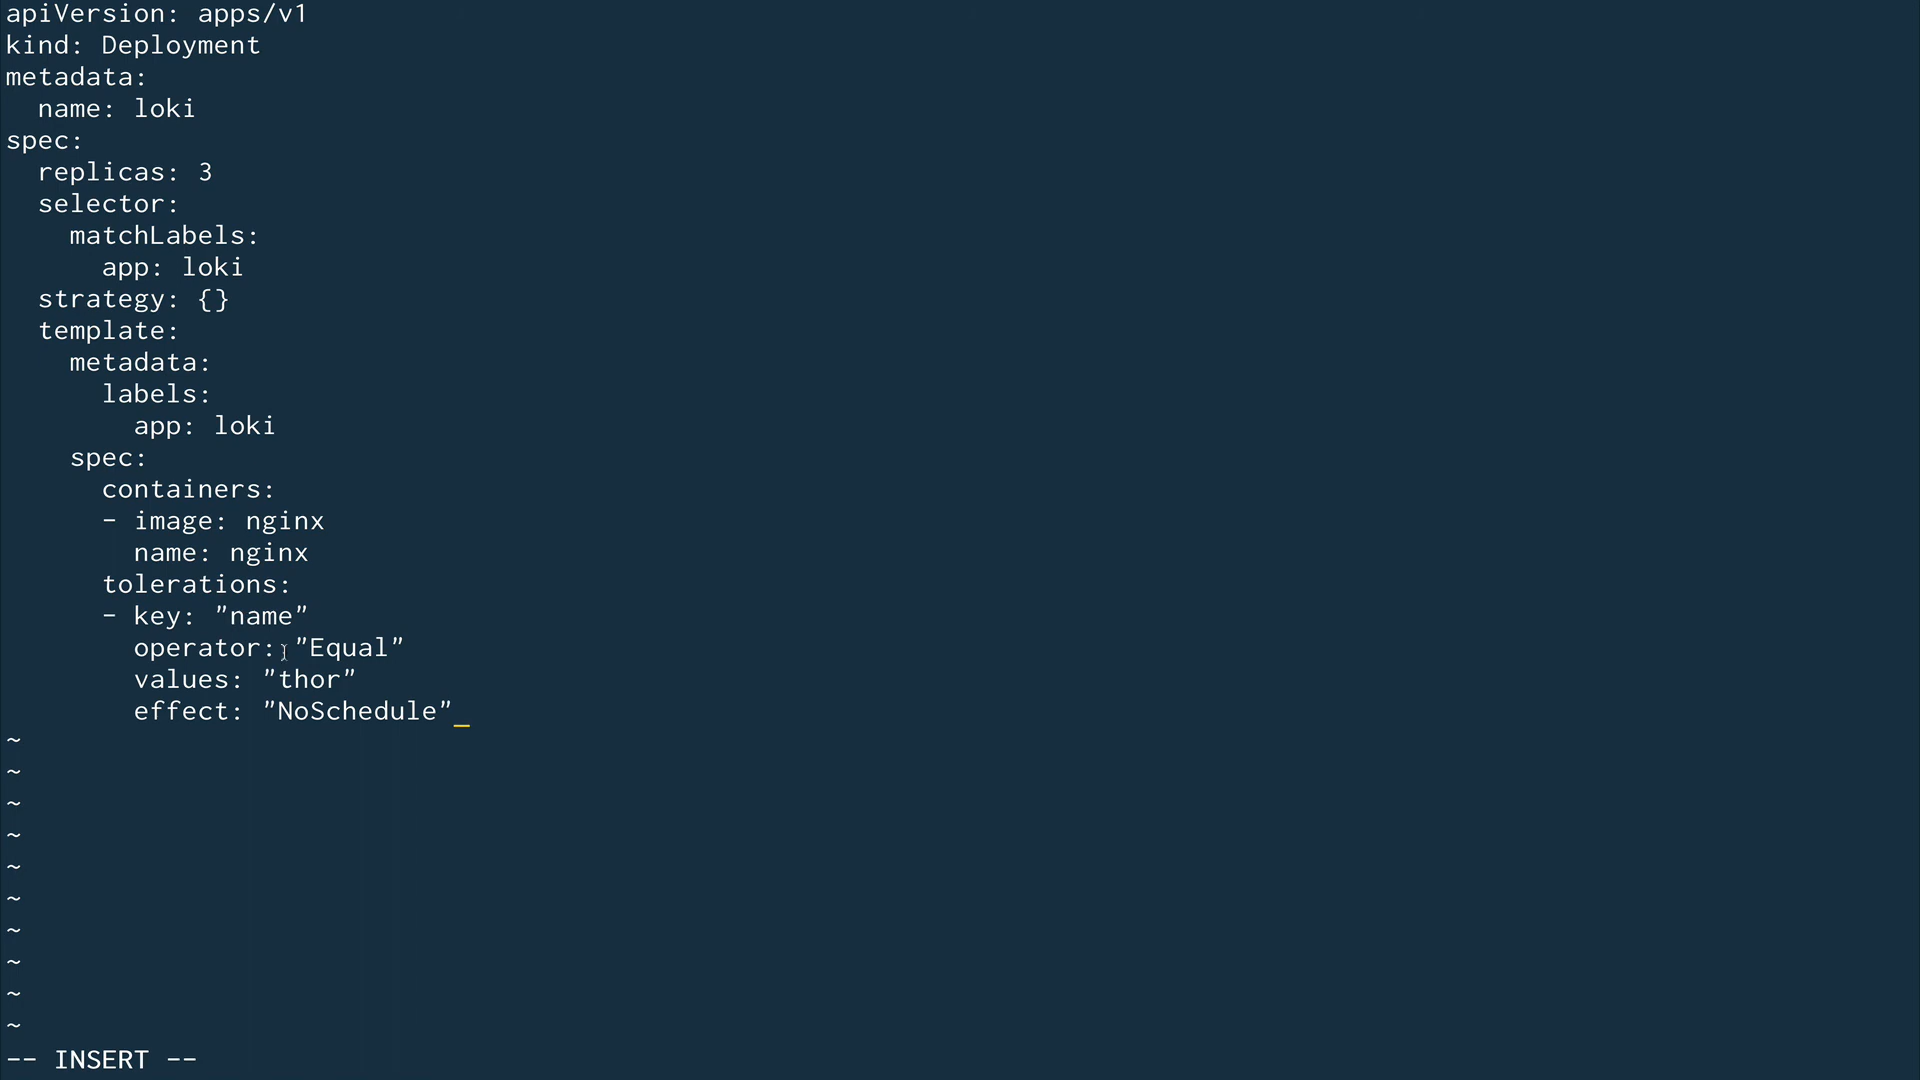 apiVersion: apps/v1
kind: Deployment
metadata:
  name: loki
spec:
  replicas: 3
  selector:
    matchLabels:
      app: loki
  strategy: {}
  template:
    metadata:
      labels:
        app: loki
    spec:
      containers:
      - image: nginx
        name: nginx
      tolerations:
      - key: "name"
        operator: "Equal"
        values: "thor"
        effect: "NoSchedule"
~
~
~
~
~
~
~
~
~
~
-- INSERT --